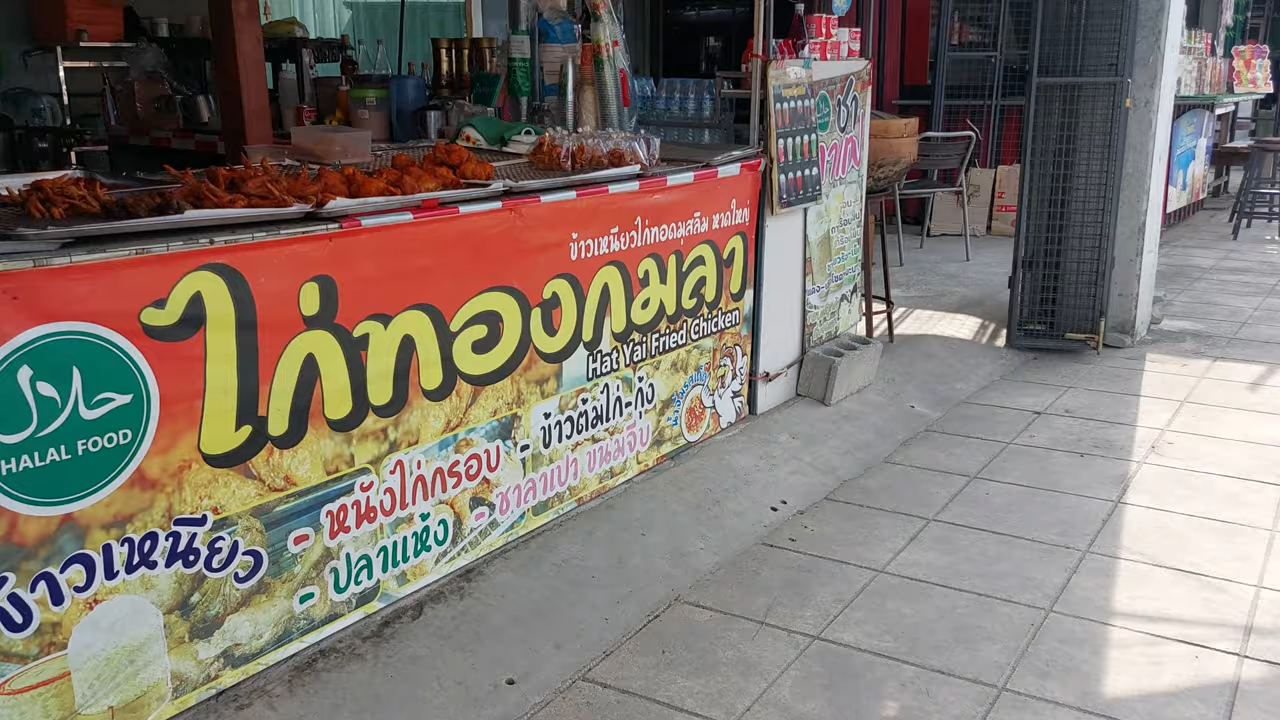 ข้าวเหนียวไก่ทอดมุสลิม หาดใหญ่
ไก่ทองกมลา
Hat Yai Fried Chicken
حلال
HALAL FOOD
ข้าวเหนียว
- หนังไก่กรอบ
- ข้าวต้มไก่-กุ้ง
- ปลาแห้ง
- ซาลาเปา ขนมจีบ
ชา